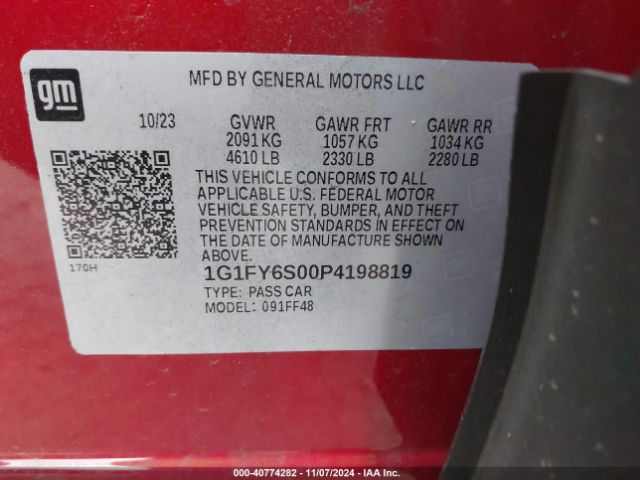 gm
MFD BY GENERAL MOTORS LLC
10/23 GVWR GAWR FRT GAWR RR
2091 KG 1057 KG 1034 KG
4610 LB 2330 LB 2280 LB
THIS VEHICLE CONFORMS TO ALL
APPLICABLE U.S. FEDERAL MOTOR
VEHICLE SAFETY, BUMPER, AND THEFT
PREVENTION STANDARDS IN EFFECT ON
THE DATE OF MANUFACTURE SHOWN
ABOVE.
170H
1G1FY6S00P4198819
TYPE: PASS CAR
MODEL: 091FF48
000-40774282 - 11/07/2024 - IAA Inc.